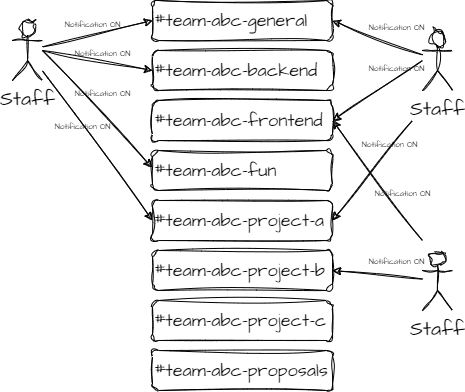 Notification ON
#team-abc-general
Notification ON
Notification ON
#team-abc-backend
Notification ON
Staff
Notification ON
Staff
#team-abc-frontend
Notification ON
Notification ON
#team-abc-fun
Notification ON
#team-abc-project-a
#team-abc-project-b
Notification ON
#team-abc-project-c
Staff
#team-abc-proposals